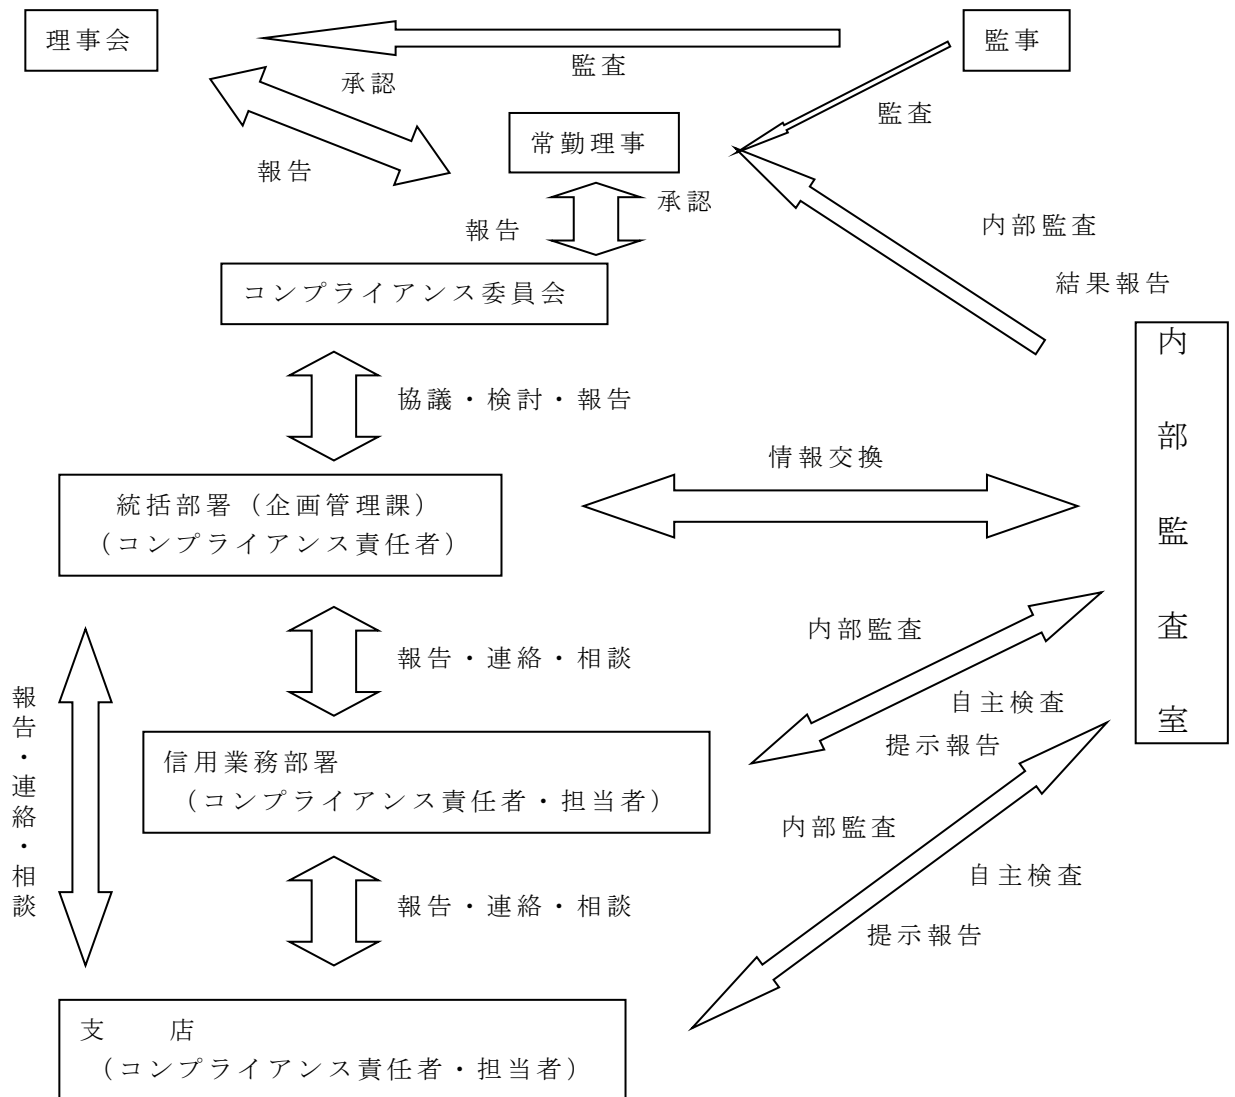 理事会
監事
監査
承認
監査
常勤理事
報告
承認
報告
内部監査
結果報告
コンプライアンス委員会
内部監査室
協議・検討・報告
情報交換
統括部署（企画管理課）
（コンプライアンス責任者）
内部監査
報告・連絡・相談
報告・連絡・相談
自主検査
提示報告
信用業務部署
（コンプライアンス責任者・担当者）
内部監査
自主検査
報告・連絡・相談
提示報告
支　　店
（コンプライアンス責任者・担当者）